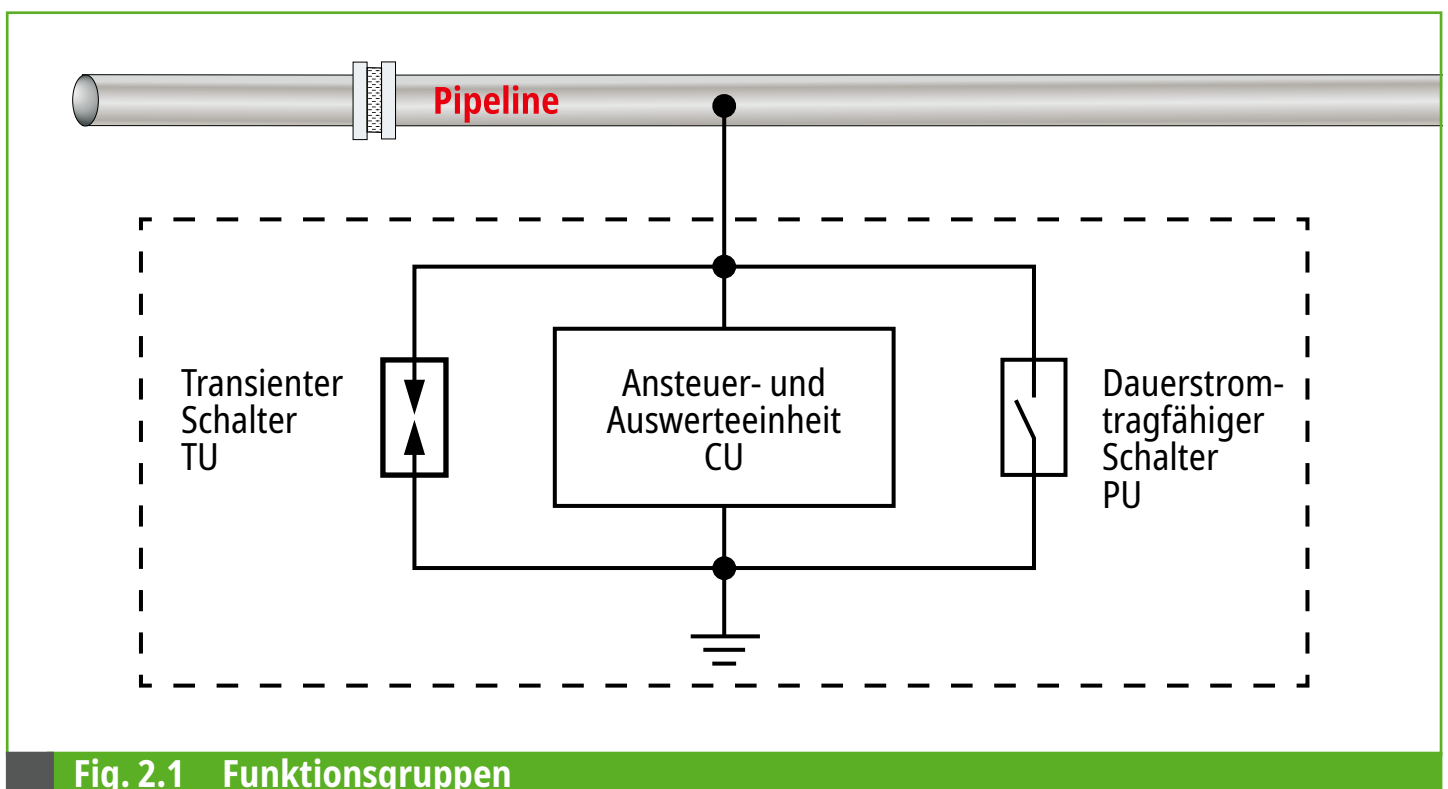 Pipeline
Transienter
Schalter
TU
Ansteuer- und
Auswerteeinheit
CU
Dauerstrom-
tragfähiger
Schalter
PU
Fig. 2.1 Funktionsgruppen